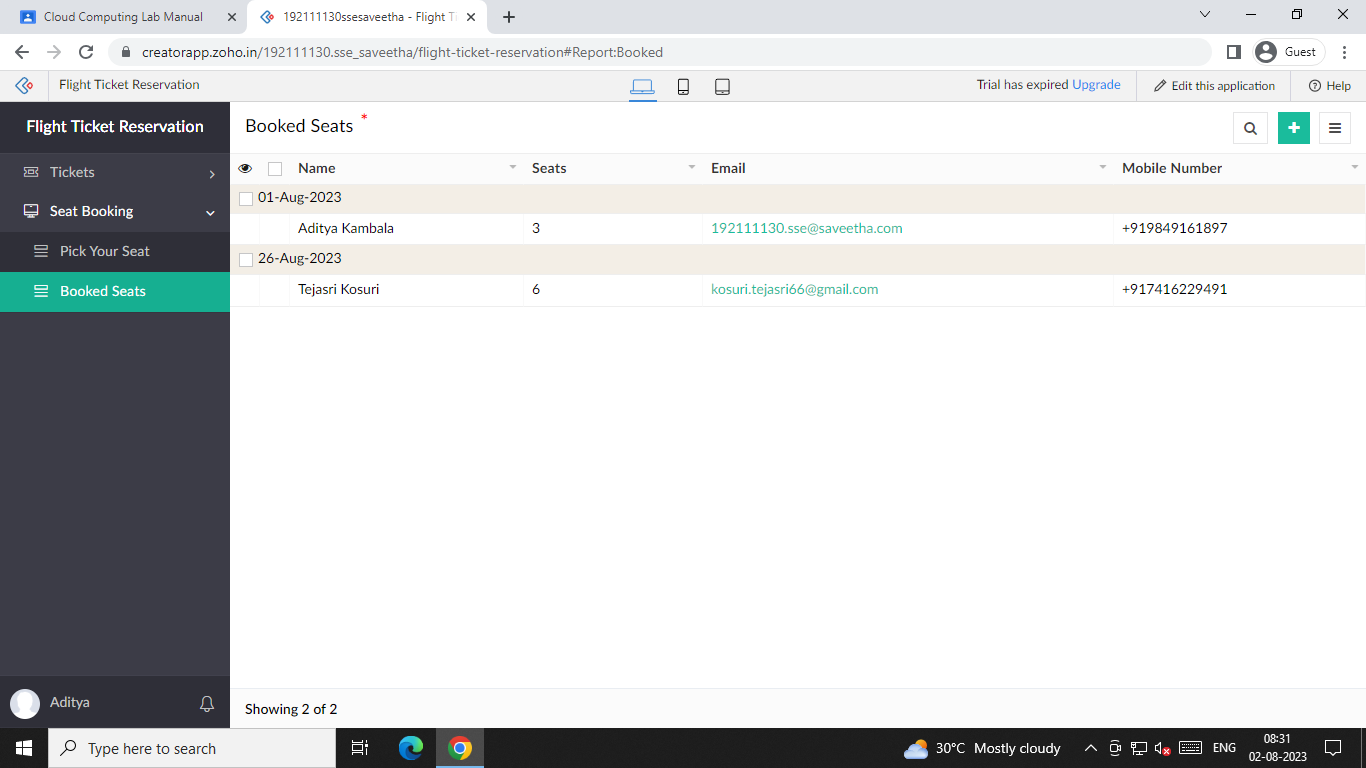 Cloud Computing Lab Manual
192111130ssesaveetha - Flight Ti
creatorapp.zoho.in/192111130.sse_saveetha/flight-ticket-reservation#Report:Booked
Guest
Flight Ticket Reservation
Trial has expired Upgrade
Edit this application
Help
Flight Ticket Reservation
Booked Seats *
Tickets
Seat Booking
Pick Your Seat
Booked Seats
Name Seats Email Mobile Number
01-Aug-2023
Aditya Kambala 3 192111130.sse@saveetha.com +919849161897
26-Aug-2023
Tejasri Kosuri 6 kosuri.tejasri66@gmail.com +917416229491
Aditya
Showing 2 of 2
Type here to search
30°C Mostly cloudy
ENG
08:31
02-08-2023